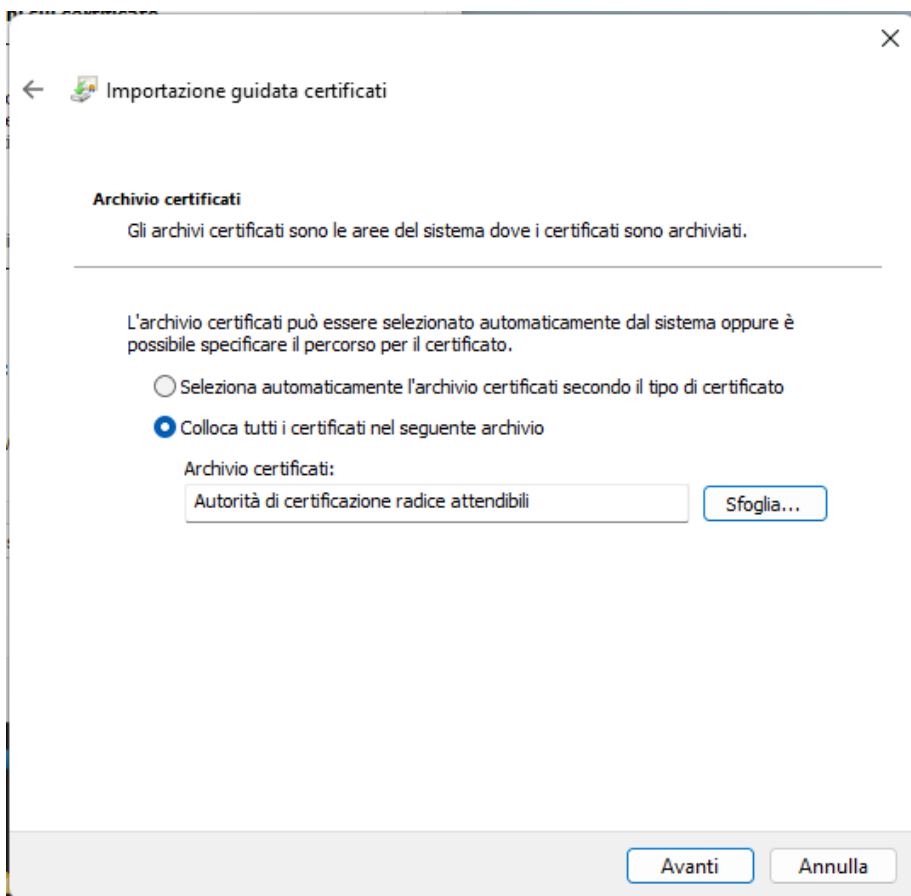 Importazione guidata certificati
Archivio certificati
Gli archivi certificati sono le aree del sistema dove i certificati sono archiviati.
L'archivio certificati può essere selezionato automaticamente dal sistema oppure è
possibile specificare il percorso per il certificato.
Seleziona automaticamente l'archivio certificati secondo il tipo di certificato
Colloca tutti i certificati nel seguente archivio
Archivio certificati:
Autorità di certificazione radice attendibili
Sfoglia...
Avanti
Annulla